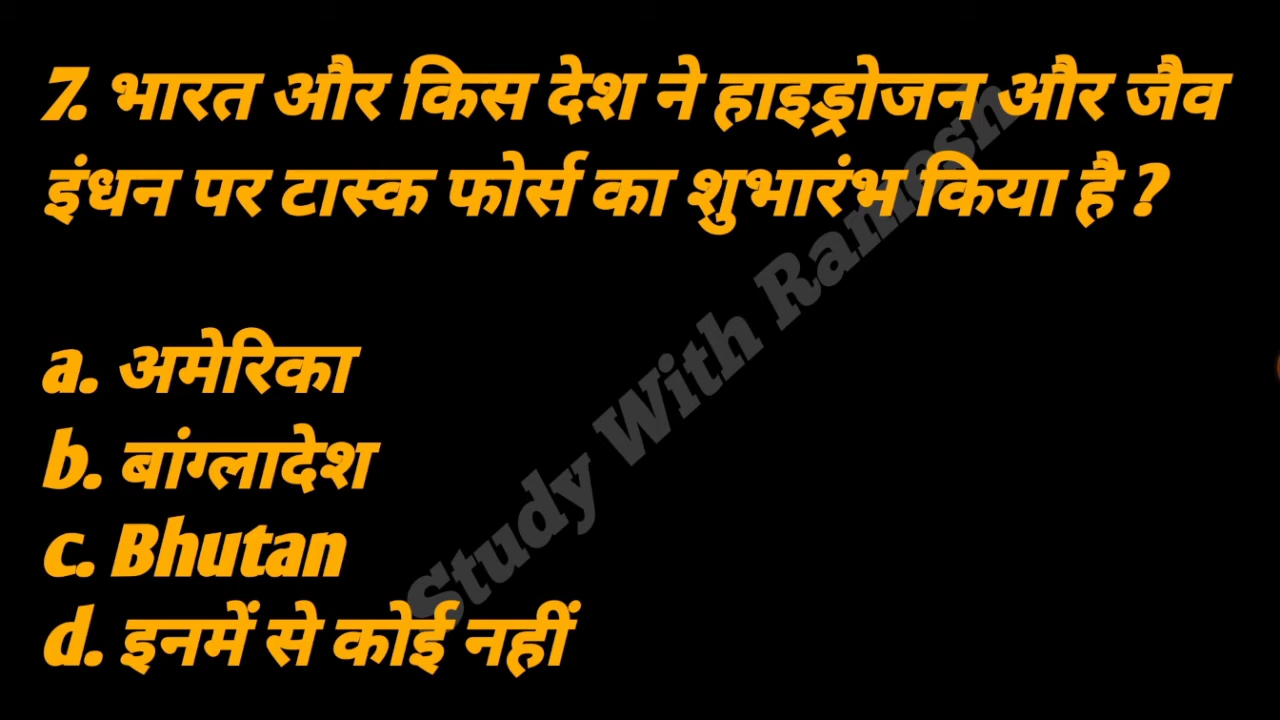 7. भारत और किस देश ने हाइड्रोजन और जैव
इंधन पर टास्क फोर्स का शुभारंभ किया है ?
a. अमेरिका
b. बांग्लादेश
c. Bhutan
d. इनमें से कोई नहीं
Study With Ramesh